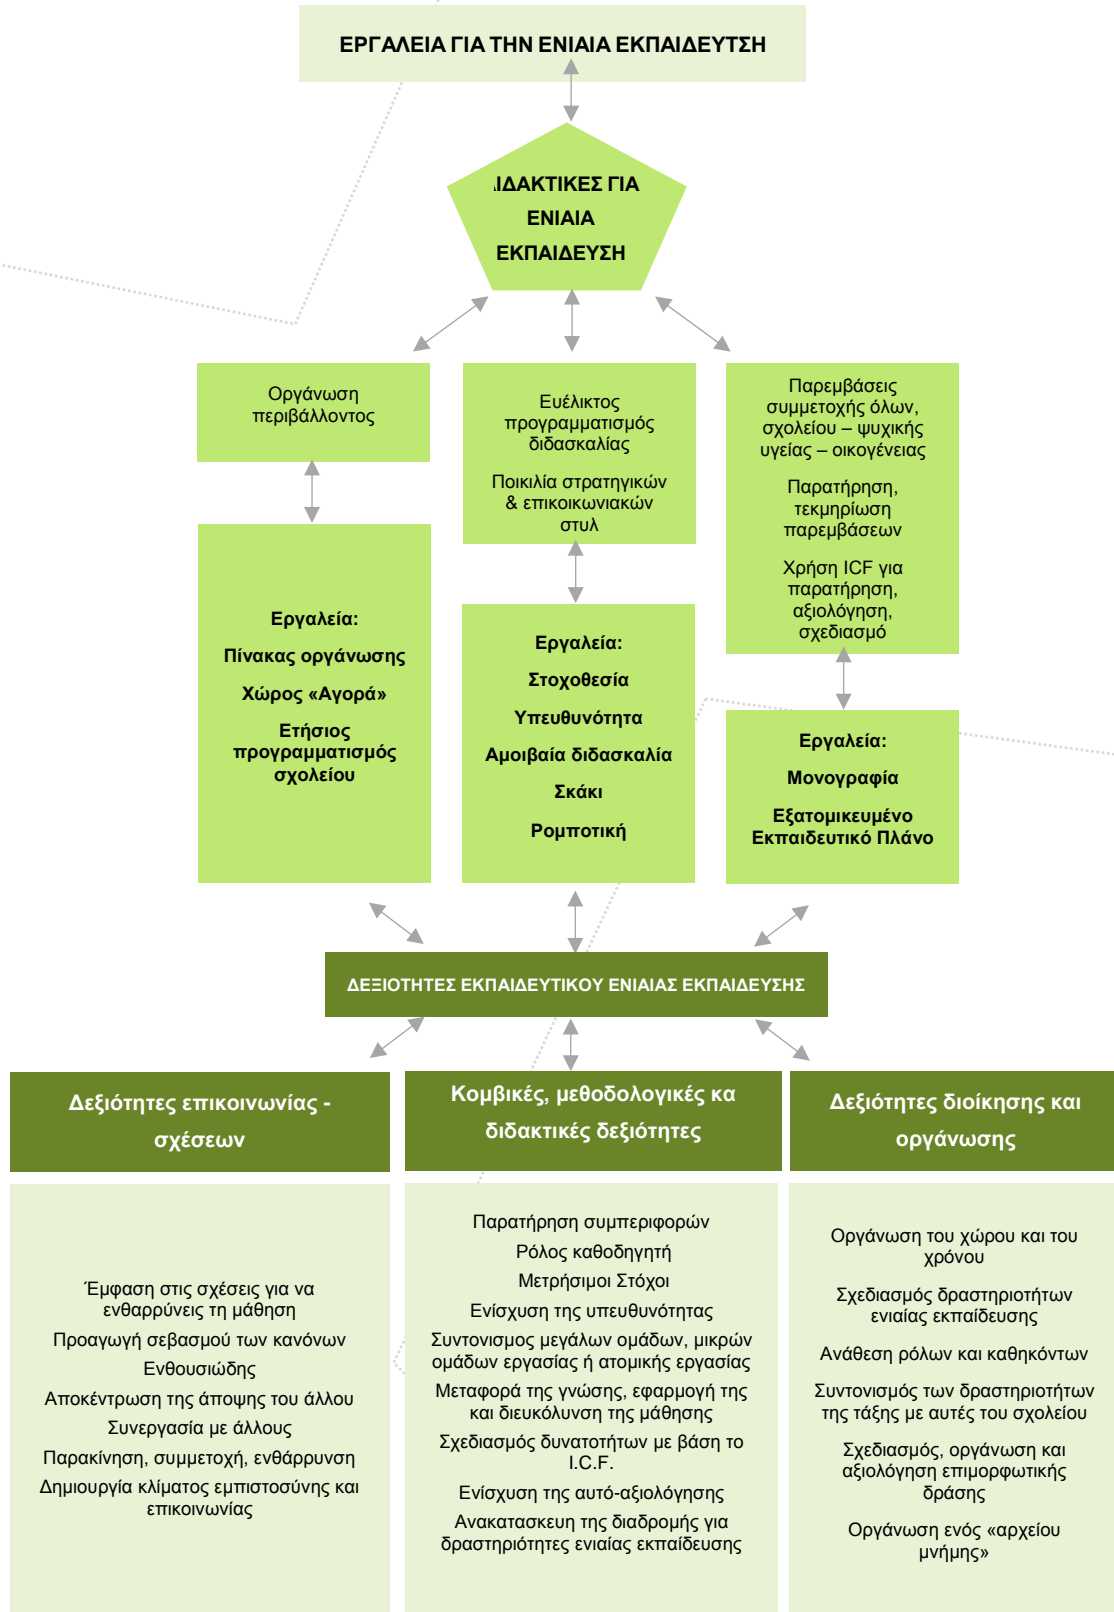 ΕΡΓΑΛΕΙΑ ΓΙΑ ΤΗΝ ΕΝΙΑΙΑ ΕΚΠΑΙΔΕΥΤΣΗ
ΙΔΑΚΤΙΚΕΣ ΓΙΑ
ΕΝΙΑΙΑ
ΕΚΠΑΙΔΕΥΣΗ
Οργάνωση
περιβάλλοντος
Ευέλικτος
προγραμματισμός
διδασκαλίας
Ποικιλία στρατηγικών
& επικοικωνιακών
στυλ
Παρεμβάσεις
συμμετοχής όλων,
σχολείου – ψυχικής
υγείας – οικογένειας
Παρατήρηση,
τεκμηρίωση
παρεμβάσεων
Χρήση ICF για
παρατήρηση,
αξιολόγηση,
σχεδιασμό
Εργαλεία:
Πίνακας οργάνωσης
Χώρος «Αγορά»
Ετήσιος
προγραμματισμός
σχολείου
Εργαλεία:
Στοχοθεσία
Υπευθυνότητα
Αμοιβαία διδασκαλία
Σκάκι
Ρομποτική
Εργαλεία:
Μονογραφία
Εξατομικευμένο
Εκπαιδευτικό Πλάνο
ΔΕΞΙΟΤΗΤΕΣ ΕΚΠΑΙΔΕΥΤΙΚΟΥ ΕΝΙΑΙΑΣ ΕΚΠΑΙΔΕΥΣΗΣ
Δεξιότητες επικοινωνίας -
σχέσεων
Κομβικές, μεθοδολογικές κα
διδακτικές δεξιότητες
Δεξιότητες διοίκησης και
οργάνωσης
Έμφαση στις σχέσεις για να
ενθαρρύνεις τη μάθηση
Προαγωγή σεβασμού των κανόνων
Ενθουσιώδης
Αποκέντρωση της άποψης του άλλου
Συνεργασία με άλλους
Παρακίνηση, συμμετοχή, ενθάρρυνση
Δημιουργία κλίματος εμπιστοσύνης και
επικοινωνίας
Παρατήρηση συμπεριφορών
Ρόλος καθοδηγητή
Μετρήσιμοι Στόχοι
Ενίσχυση της υπευθυνότητας
Συντονισμος μεγάλων ομάδων, μικρών
ομάδων εργασίας ή ατομικής εργασίας
Μεταφορά της γνώσης, εφαρμογή της
και διευκόλυνση της μάθησης
Σχεδιασμός δυνατοτήτων με βάση το
I.C.F.
Ενίσχυση της αυτό-αξιολόγησης
Ανακατασκευη της διαδρομής για
δραστηριότητες ενιαίας εκπαίδευσης
Οργάνωση του χώρου και του
χρόνου
Σχεδιασμός δραστηριοτήτων
ενιαίας εκπαίδευσης
Ανάθεση ρόλων και καθηκόντων
Συντονισμός των δραστηριοτήτων
της τάξης με αυτές του σχολείου
Σχεδιασμός, οργάνωση και
αξιολόγηση επιμορφωτικής
δράσης
Οργάνωση ενός «αρχείου
μνήμης»